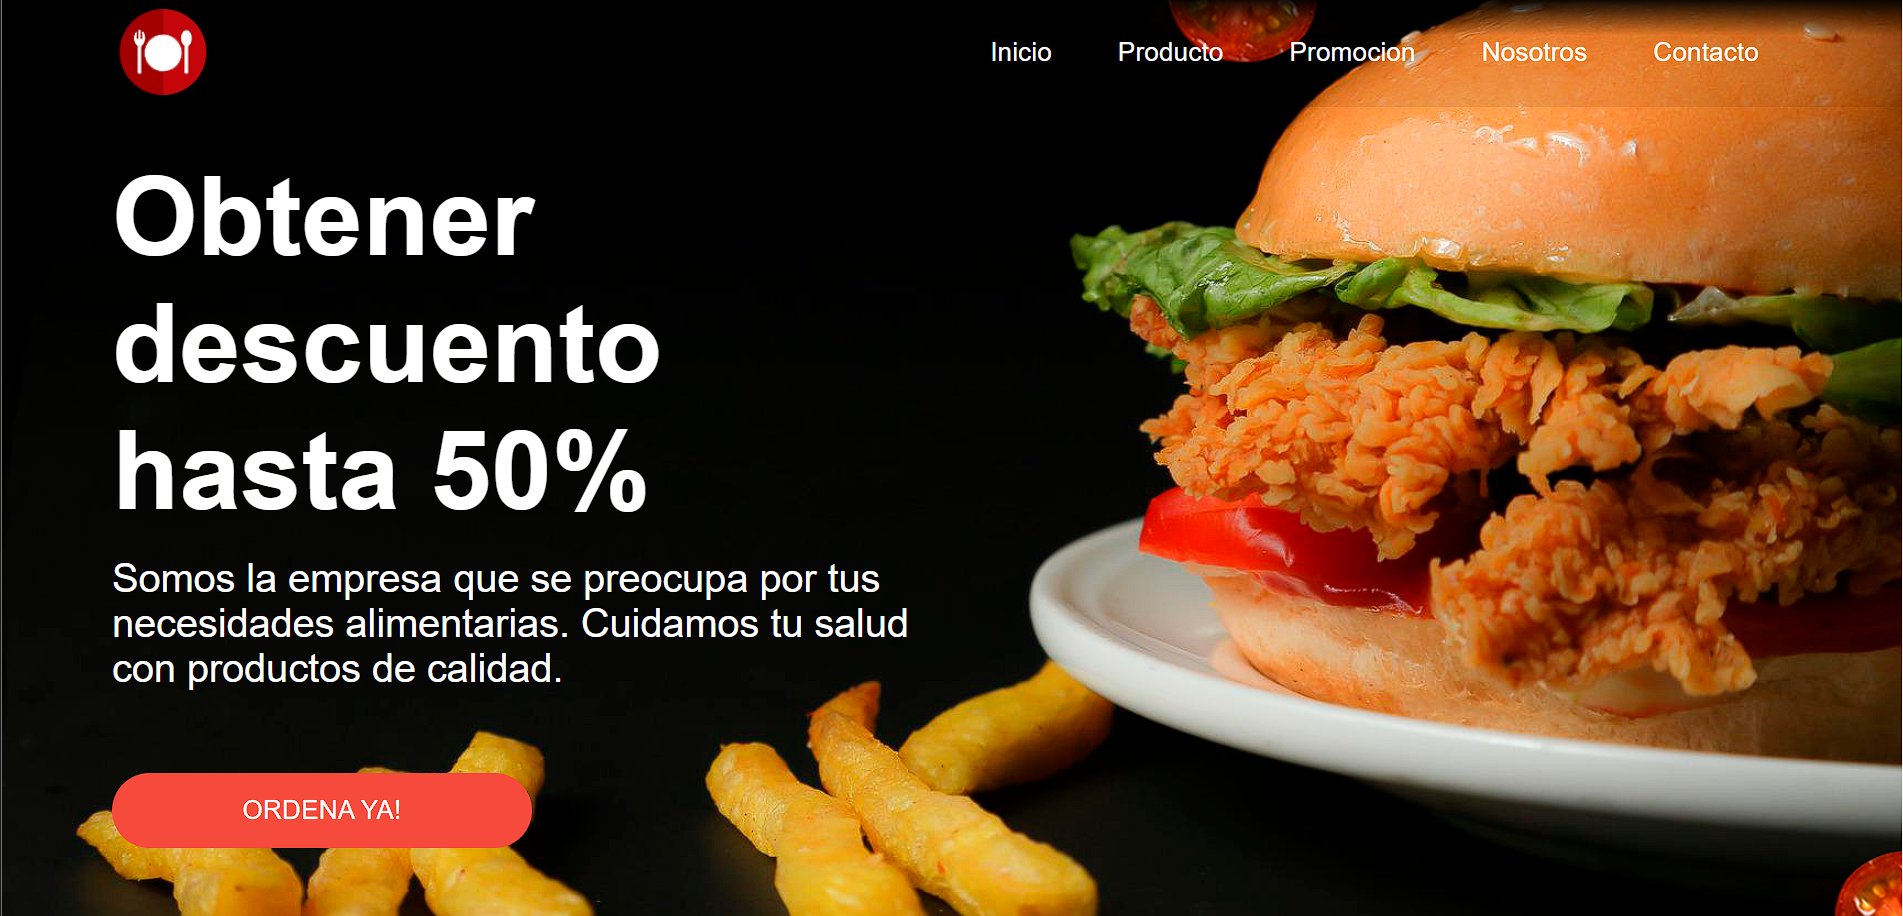 Inicio Producto Promocion Nosotros Contacto
Obtener
descuento
hasta 50%
Somos la empresa que se preocupa por tus
necesidades alimentarias. Cuidamos tu salud
con productos de calidad.
ORDENA YA!